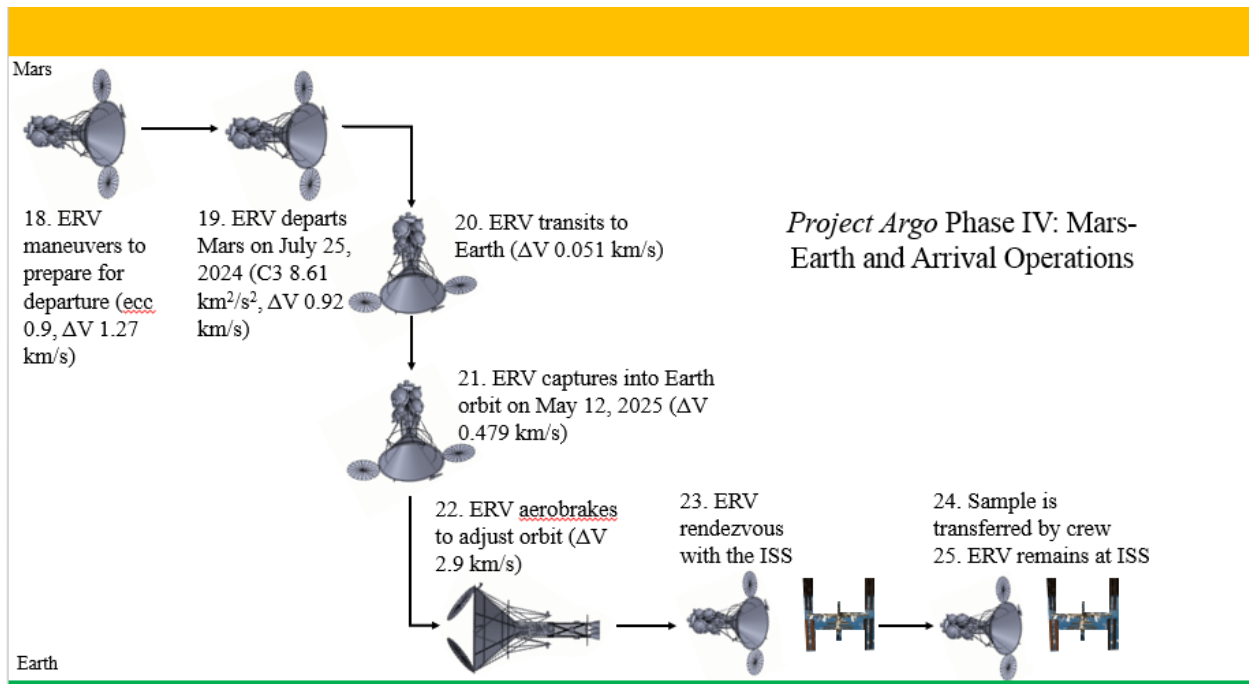 Mars
18. ERV
maneuvers to
prepare for
departure (ecc
0.9, ΔV 1.27
km/s)
19. ERV departs
Mars on July 25,
2024 (C3 8.61
km²/s², ΔV 0.92
km/s)
20. ERV transits to
Earth (ΔV 0.051 km/s)
Project Argo Phase IV: Mars-
Earth and Arrival Operations
21. ERV captures into Earth
orbit on May 12, 2025 (ΔV
0.479 km/s)
22. ERV aerobrakes
to adjust orbit (ΔV
2.9 km/s)
23. ERV
rendezvous
with the ISS
24. Sample is
transferred by crew
25. ERV remains at ISS
Earth